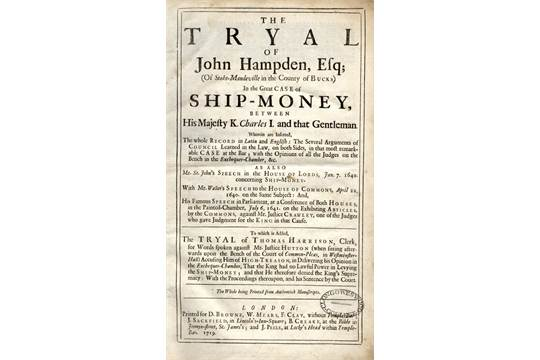 THE
TRYAL
OF
John Hampden, Eſq;
(Of Stoke-Mandeville in the County of BUCKS)
In the Great CASE of
SHIP-MONEY,
BETWEEN
His Majeſty K. Charles I. and that Gentleman.
Wherein are Inſerted,
The whole RECORD in Latin and Engliſh: The Several Arguments of
COUNCIL Learned in the Law, on both Sides, in that moſt remark-
able CASE at the Bar; with the Opinions of all the Judges on the
Bench in the Exchequer-Chamber, &c.
AS ALSO
Mr. St. John's SPEECH in the HOUSE of LORDS, Jan. 7. 1640.
concerning SHIP-MONEY.
With Mr. Waller's SPEECH to the HOUSE of COMMONS, April 22,
1640. on the Same Subject: And,
His Famous SPEECH in Parliament, at a Conference of Both HOUSES,
in the Painted-Chamber, July 6, 1641. on the Exhibiting ARTICLES,
by the COMMONS, againſt Mr. Juſtice CRAWLEY, one of the Judges
who gave Judgment for the KING in that Cauſe.
To which is Added,
The TRYAL of THOMAS HARRISON, Clerk,
for Words ſpoken againſt Mr. Juſtice HUTTON (when ſitting after-
wards upon the Bench of the Court of Common-Pleas, in Weſtminſter-
Hall) Accuſing Him of HIGH-TREASON, in Delivering his Opinion in
the Exchequer-Chamber, That the King had no Lawful Power in Levying
the SHIP-MONEY; and that He therefore denied the King's Supre-
macy: With the Proceedings thereupon, and his Sentence by the Court.
The Whole being Printed from Authentick Manuſcripts.
LONDON:
Printed for D. BROWNE, W. MEARS, F. CLAY, without Temple-Bar;
I. SACKFIELD, in Lincoln's-Inn-Square; B. CREAKE, at the Bible in
Jermyn-ſtreet, St. James's; and J. PEELE, at Locke's Head within Temple-
Bar. 1719.